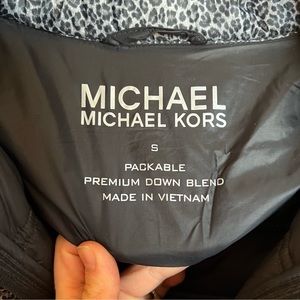 MICHAEL
MICHAEL KORS
S
PACKABLE
PREMIUM DOWN BLEND
MADE IN VIETNAM